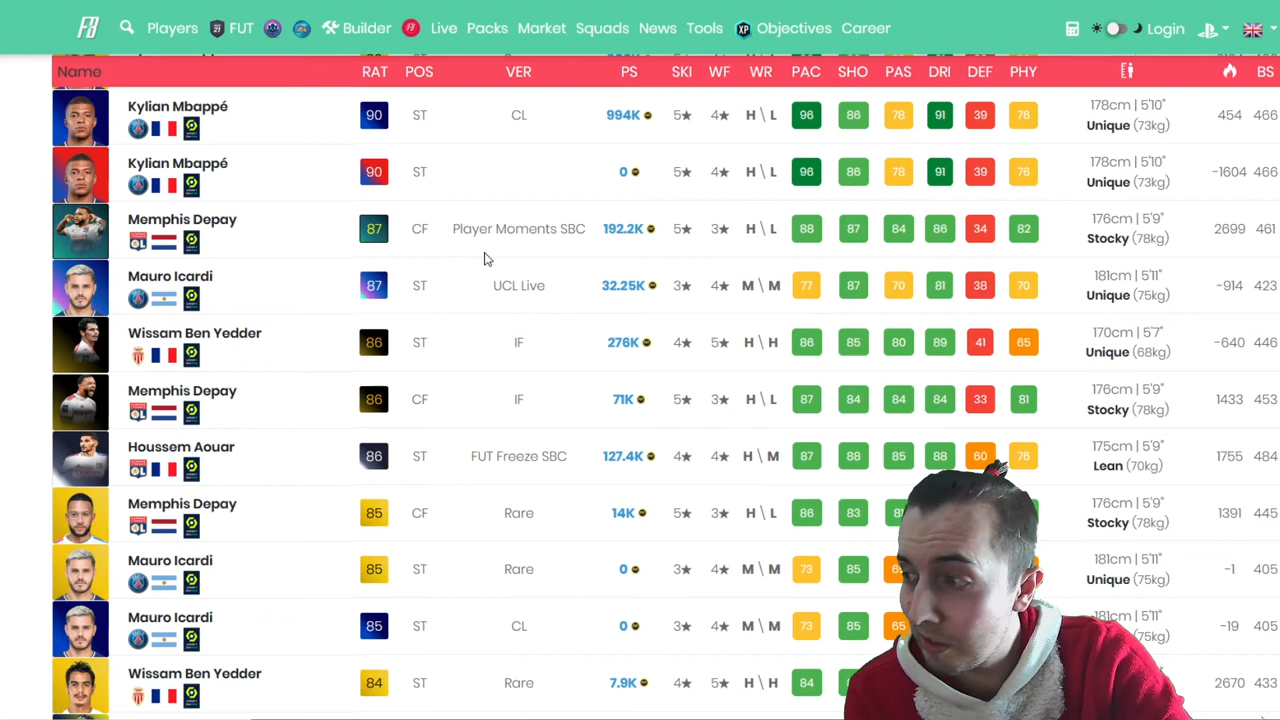 FB Players FUT Builder Live Packs Market Squads News Tools XP Objectives Career Login
Name RAT POS VER PS SKI WF WR PAC SHO PAS DRI DEF PHY BS
Kylian Mbappé 90 ST CL 994K 5★ 4★ H \ L 96 86 78 91 39 76 178cm | 5'10" Unique (73kg) 454 466
Kylian Mbappé 90 ST 0 5★ 4★ H \ L 96 86 78 91 39 76 178cm | 5'10" Unique (73kg) -1604 466
Memphis Depay 87 CF Player Moments SBC 192.2K 5★ 3★ H \ L 88 87 84 86 34 82 176cm | 5'9" Stocky (78kg) 2699 461
Mauro Icardi 87 ST UCL Live 32.25K 3★ 4★ M \ M 77 87 70 81 38 70 181cm | 5'11" Unique (75kg) -914 423
Wissam Ben Yedder 86 ST IF 276K 4★ 5★ H \ H 86 85 80 89 41 65 170cm | 5'7" Unique (68kg) -640 446
Memphis Depay 86 CF IF 71K 5★ 3★ H \ L 87 84 84 84 33 81 176cm | 5'9" Stocky (78kg) 1433 453
Houssem Aouar 86 ST FUT Freeze SBC 127.4K 4★ 4★ H \ M 87 88 85 88 60 76 175cm | 5'9" Lean (70kg) 1755 484
Memphis Depay 85 CF Rare 14K 5★ 3★ H \ L 86 83 176cm | 5'9" Stocky (78kg) 1391 445
Mauro Icardi 85 ST Rare 0 3★ 4★ M \ M 73 85 181cm | 5'11" Unique (75kg) -1 405
Mauro Icardi 85 ST CL 0 3★ 4★ M \ M 73 85 65 181cm | 5'11" (75kg) -19 405
Wissam Ben Yedder 84 ST Rare 7.9K 4★ 5★ H \ H 84 2670 433